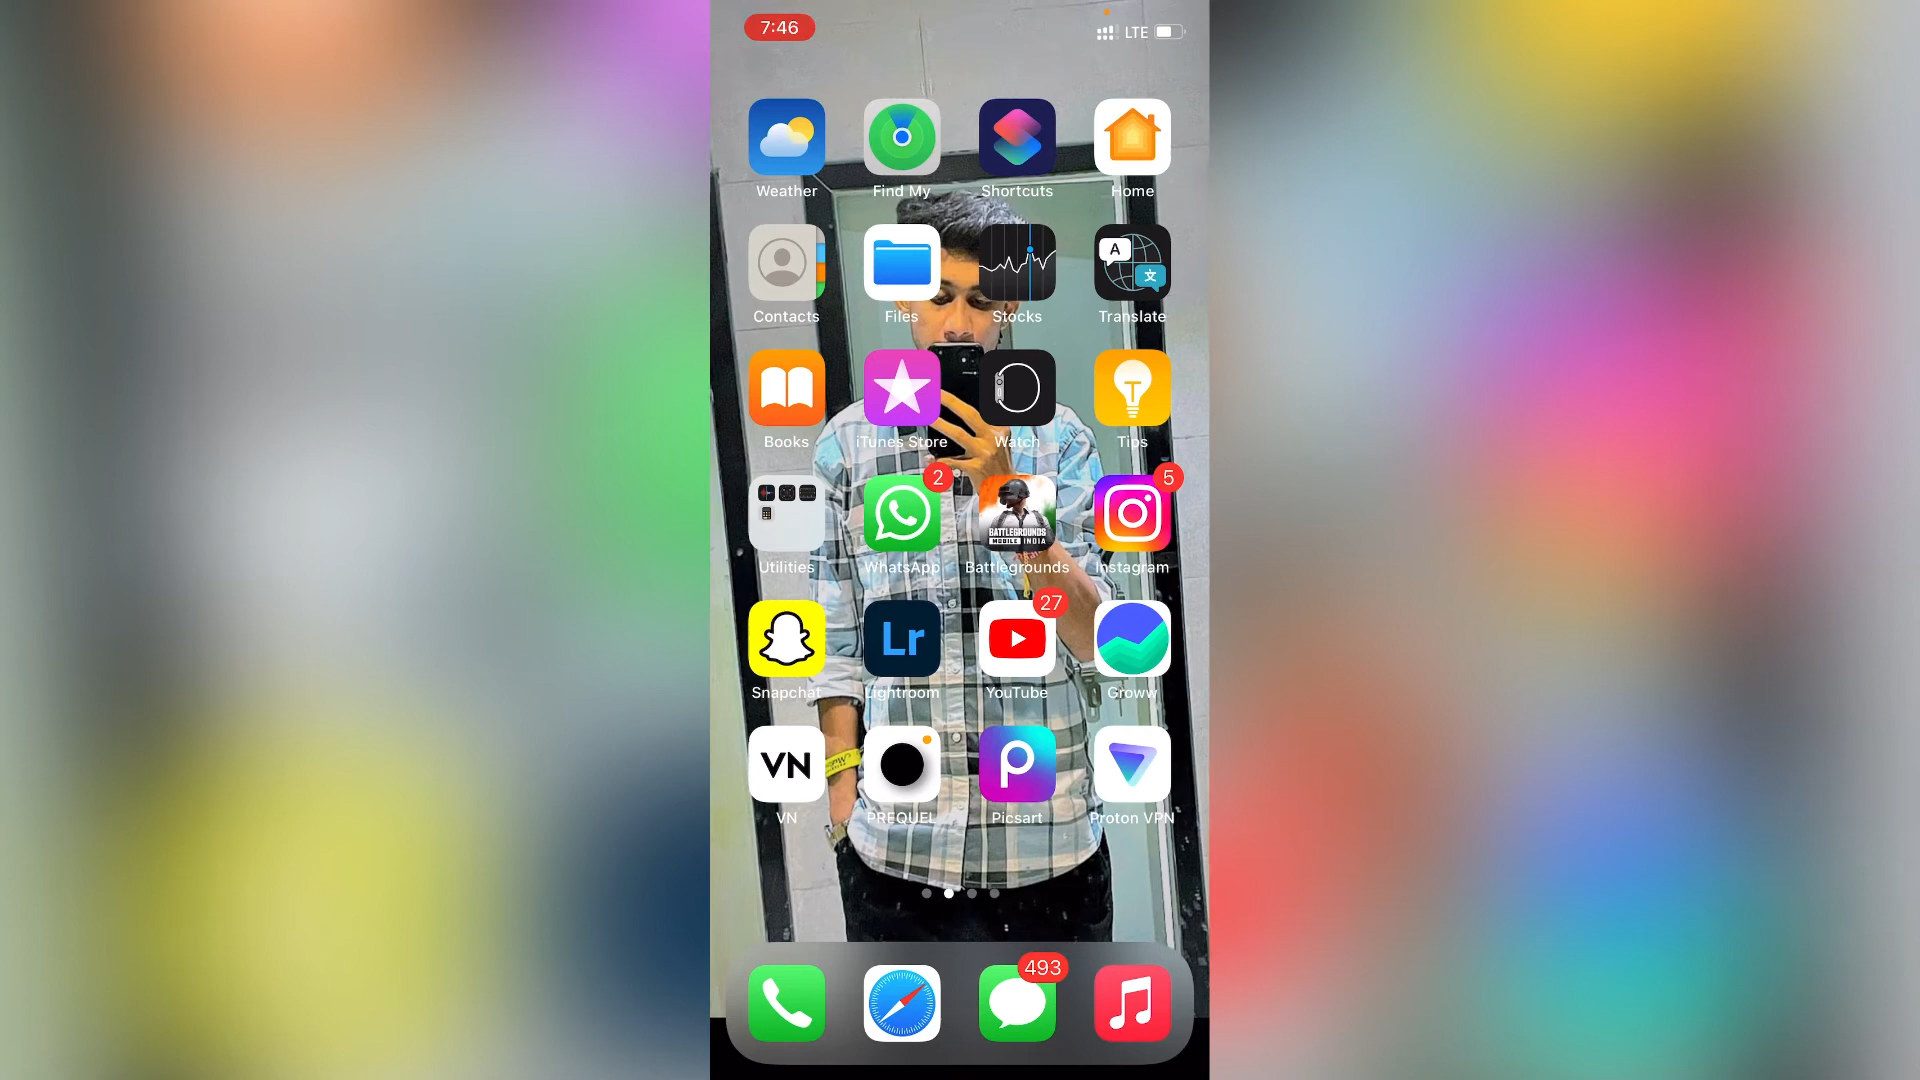 7:46 LTE
Weather Find My Shortcuts Home
A 文
Contacts Files Stocks Translate
T
Books iTunes Store Watch Tips
2 5
BATTLEGROUNDS
MOBILE INDIA
Utilities WhatsApp Battlegrounds Instagram
27
Lr
Snapchat Lightroom YouTube Groww
VN P
VN PREQUEL Picsart Proton VPN
493